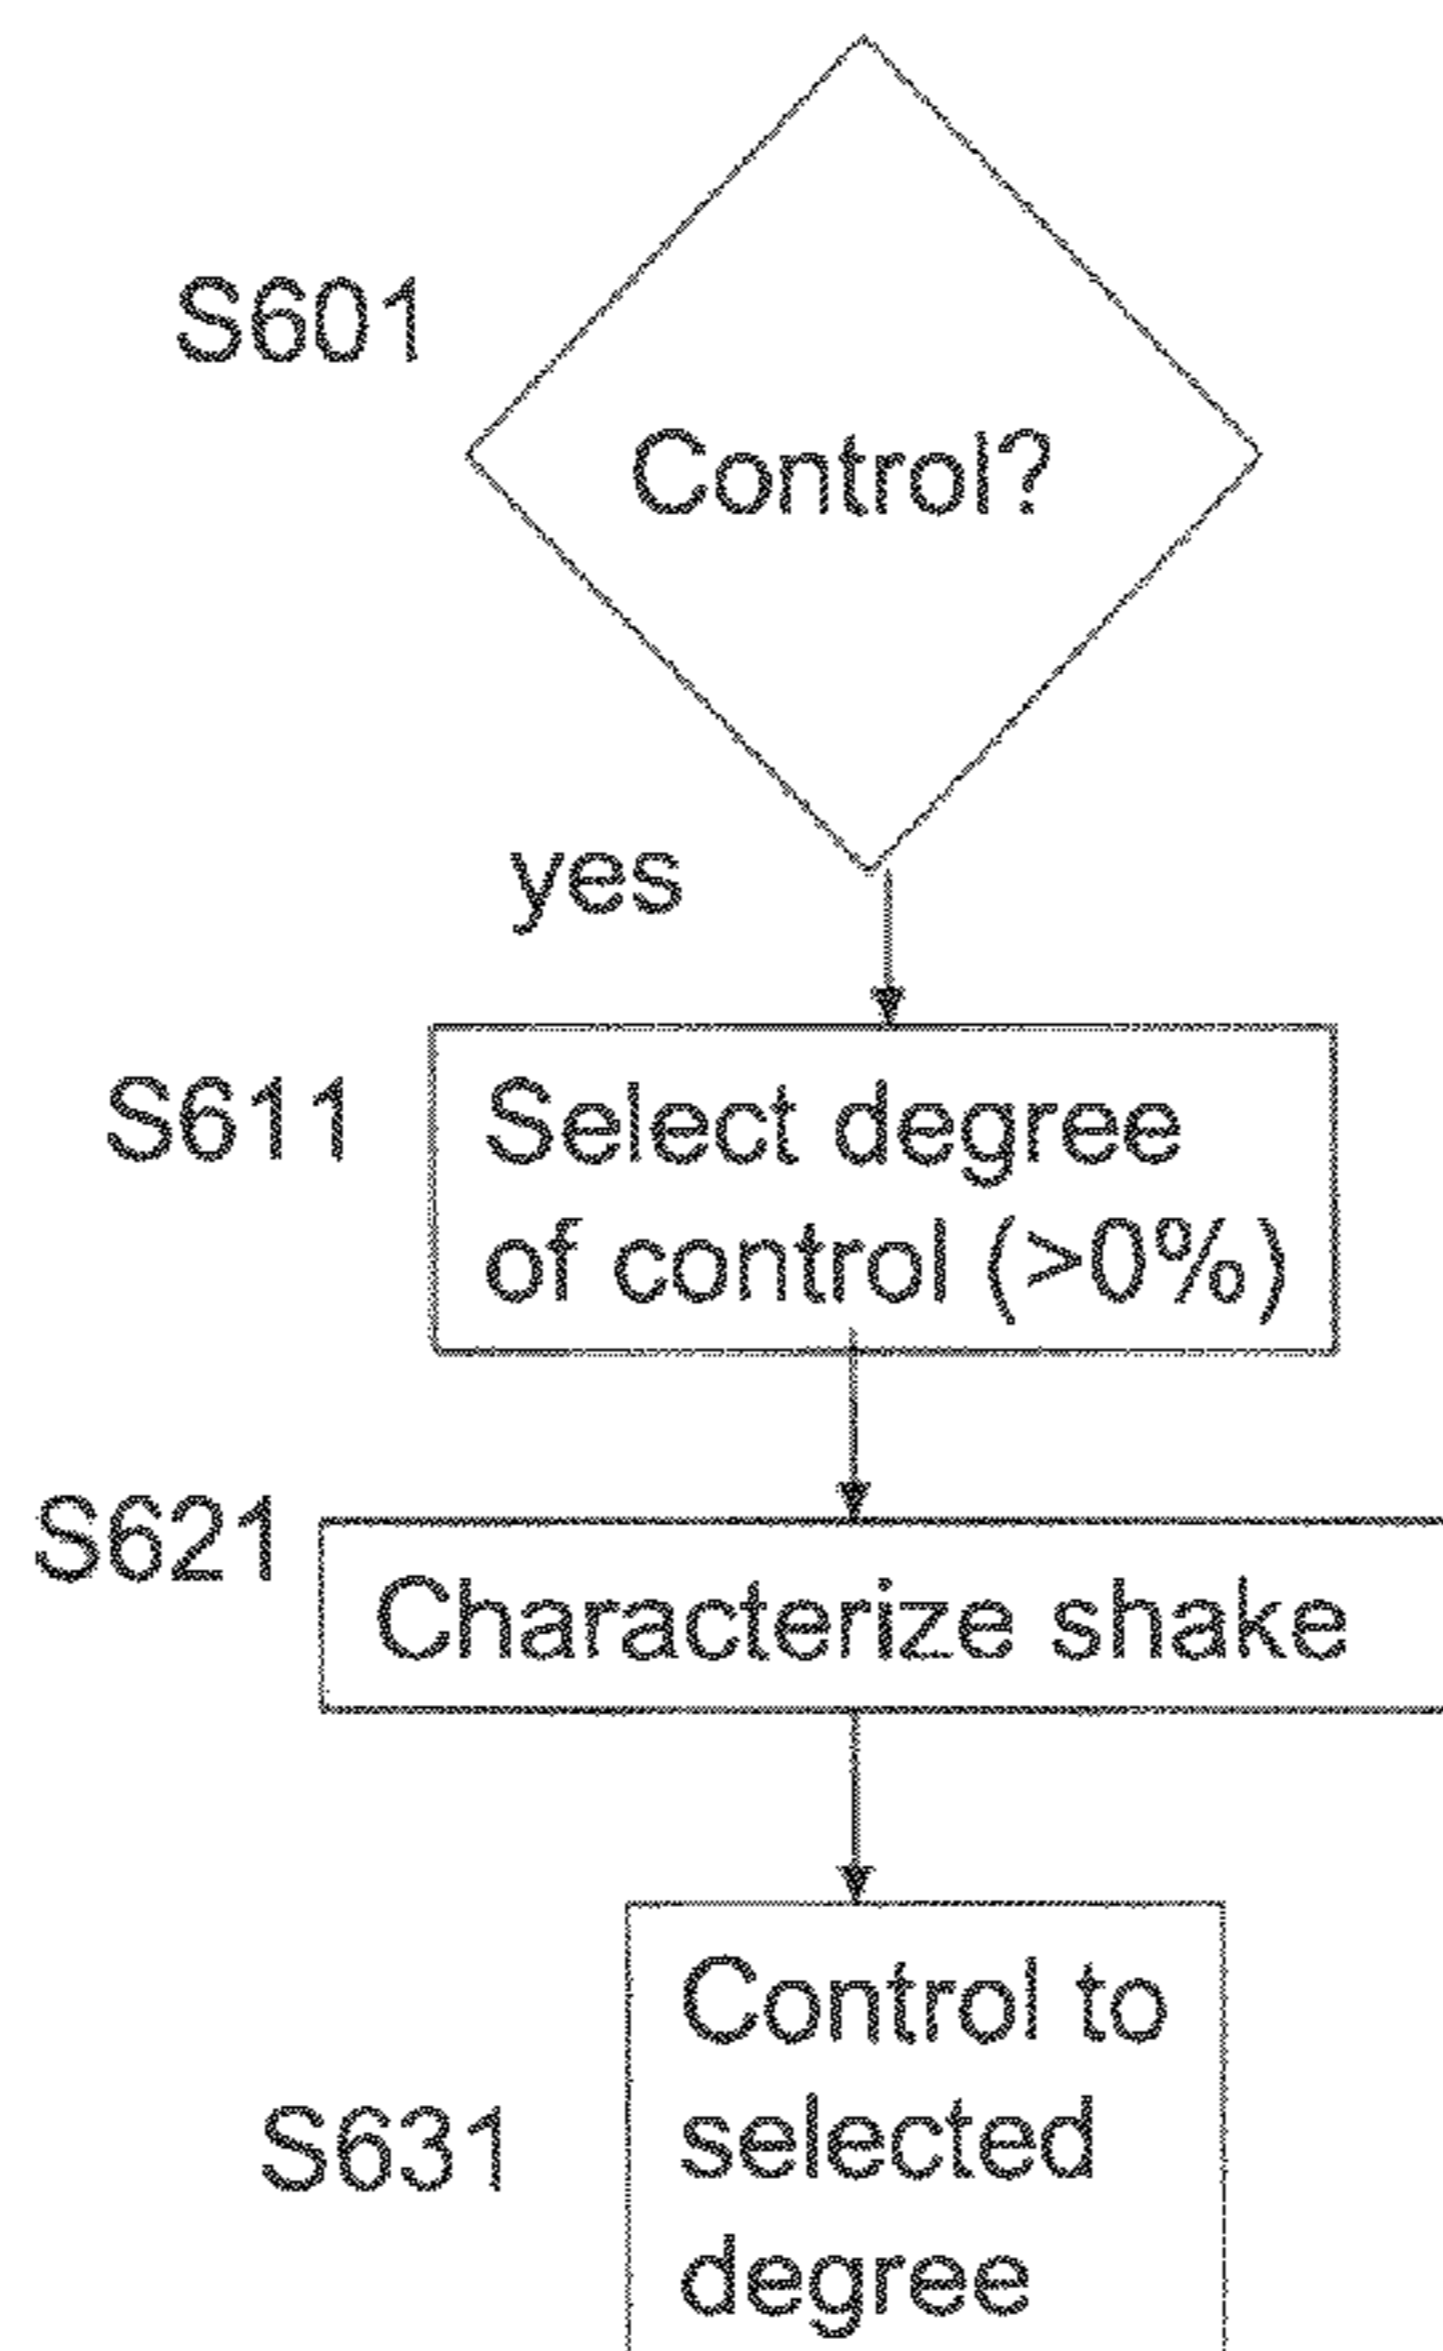 S601
Control?
yes
S611
Select degree
of control (>0%)
S621
Characterize shake
S631
Control to
selected
degree